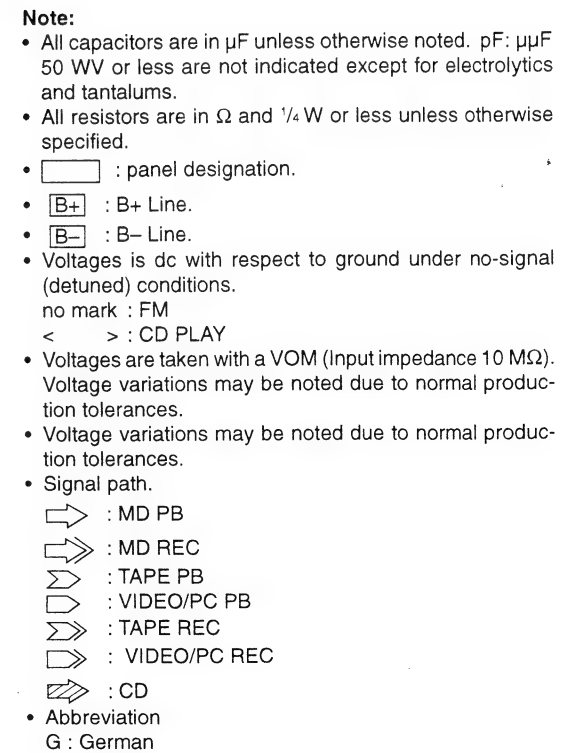 Note:
• All capacitors are in µF unless otherwise noted. pF: µµF
50 WV or less are not indicated except for electrolytics
and tantalums.
• All resistors are in Ω and 1/4 W or less unless otherwise
specified.
• : panel designation.
• B+ : B+ Line.
• B– : B– Line.
• Voltages is dc with respect to ground under no-signal
(detuned) conditions.
no mark : FM
< > : CD PLAY
• Voltages are taken with a VOM (Input impedance 10 MΩ).
Voltage variations may be noted due to normal produc-
tion tolerances.
• Voltage variations may be noted due to normal produc-
tion tolerances.
• Signal path.
: MD PB
: MD REC
: TAPE PB
: VIDEO/PC PB
: TAPE REC
: VIDEO/PC REC
: CD
• Abbreviation
G : German